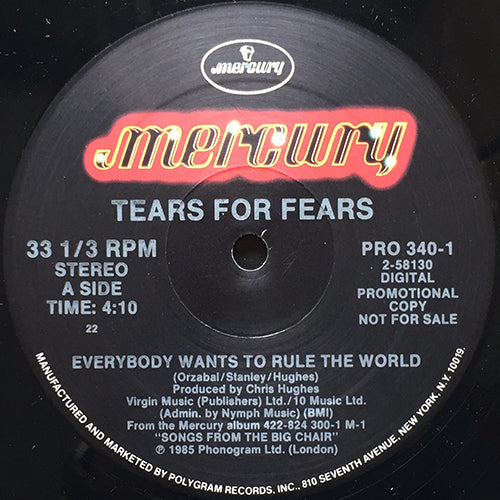 mercury
mercury
TEARS FOR FEARS
33 1/3 RPM
STEREO
A SIDE
TIME: 4:10
22
PRO 340-1
2-58130
DIGITAL
PROMOTIONAL
COPY
NOT FOR SALE
EVERYBODY WANTS TO RULE THE WORLD
(Orzabal/Stanley/Hughes)
Produced by Chris Hughes
Virgin Music (Publishers) Ltd./10 Music Ltd.
(Admin. by Nymph Music) (BMI)
From the Mercury album 422-824 300-1 M-1
"SONGS FROM THE BIG CHAIR"
℗ 1985 Phonogram Ltd. (London)
MANUFACTURED AND MARKETED BY POLYGRAM RECORDS, INC., 810 SEVENTH AVENUE, NEW YORK, N.Y. 10019.